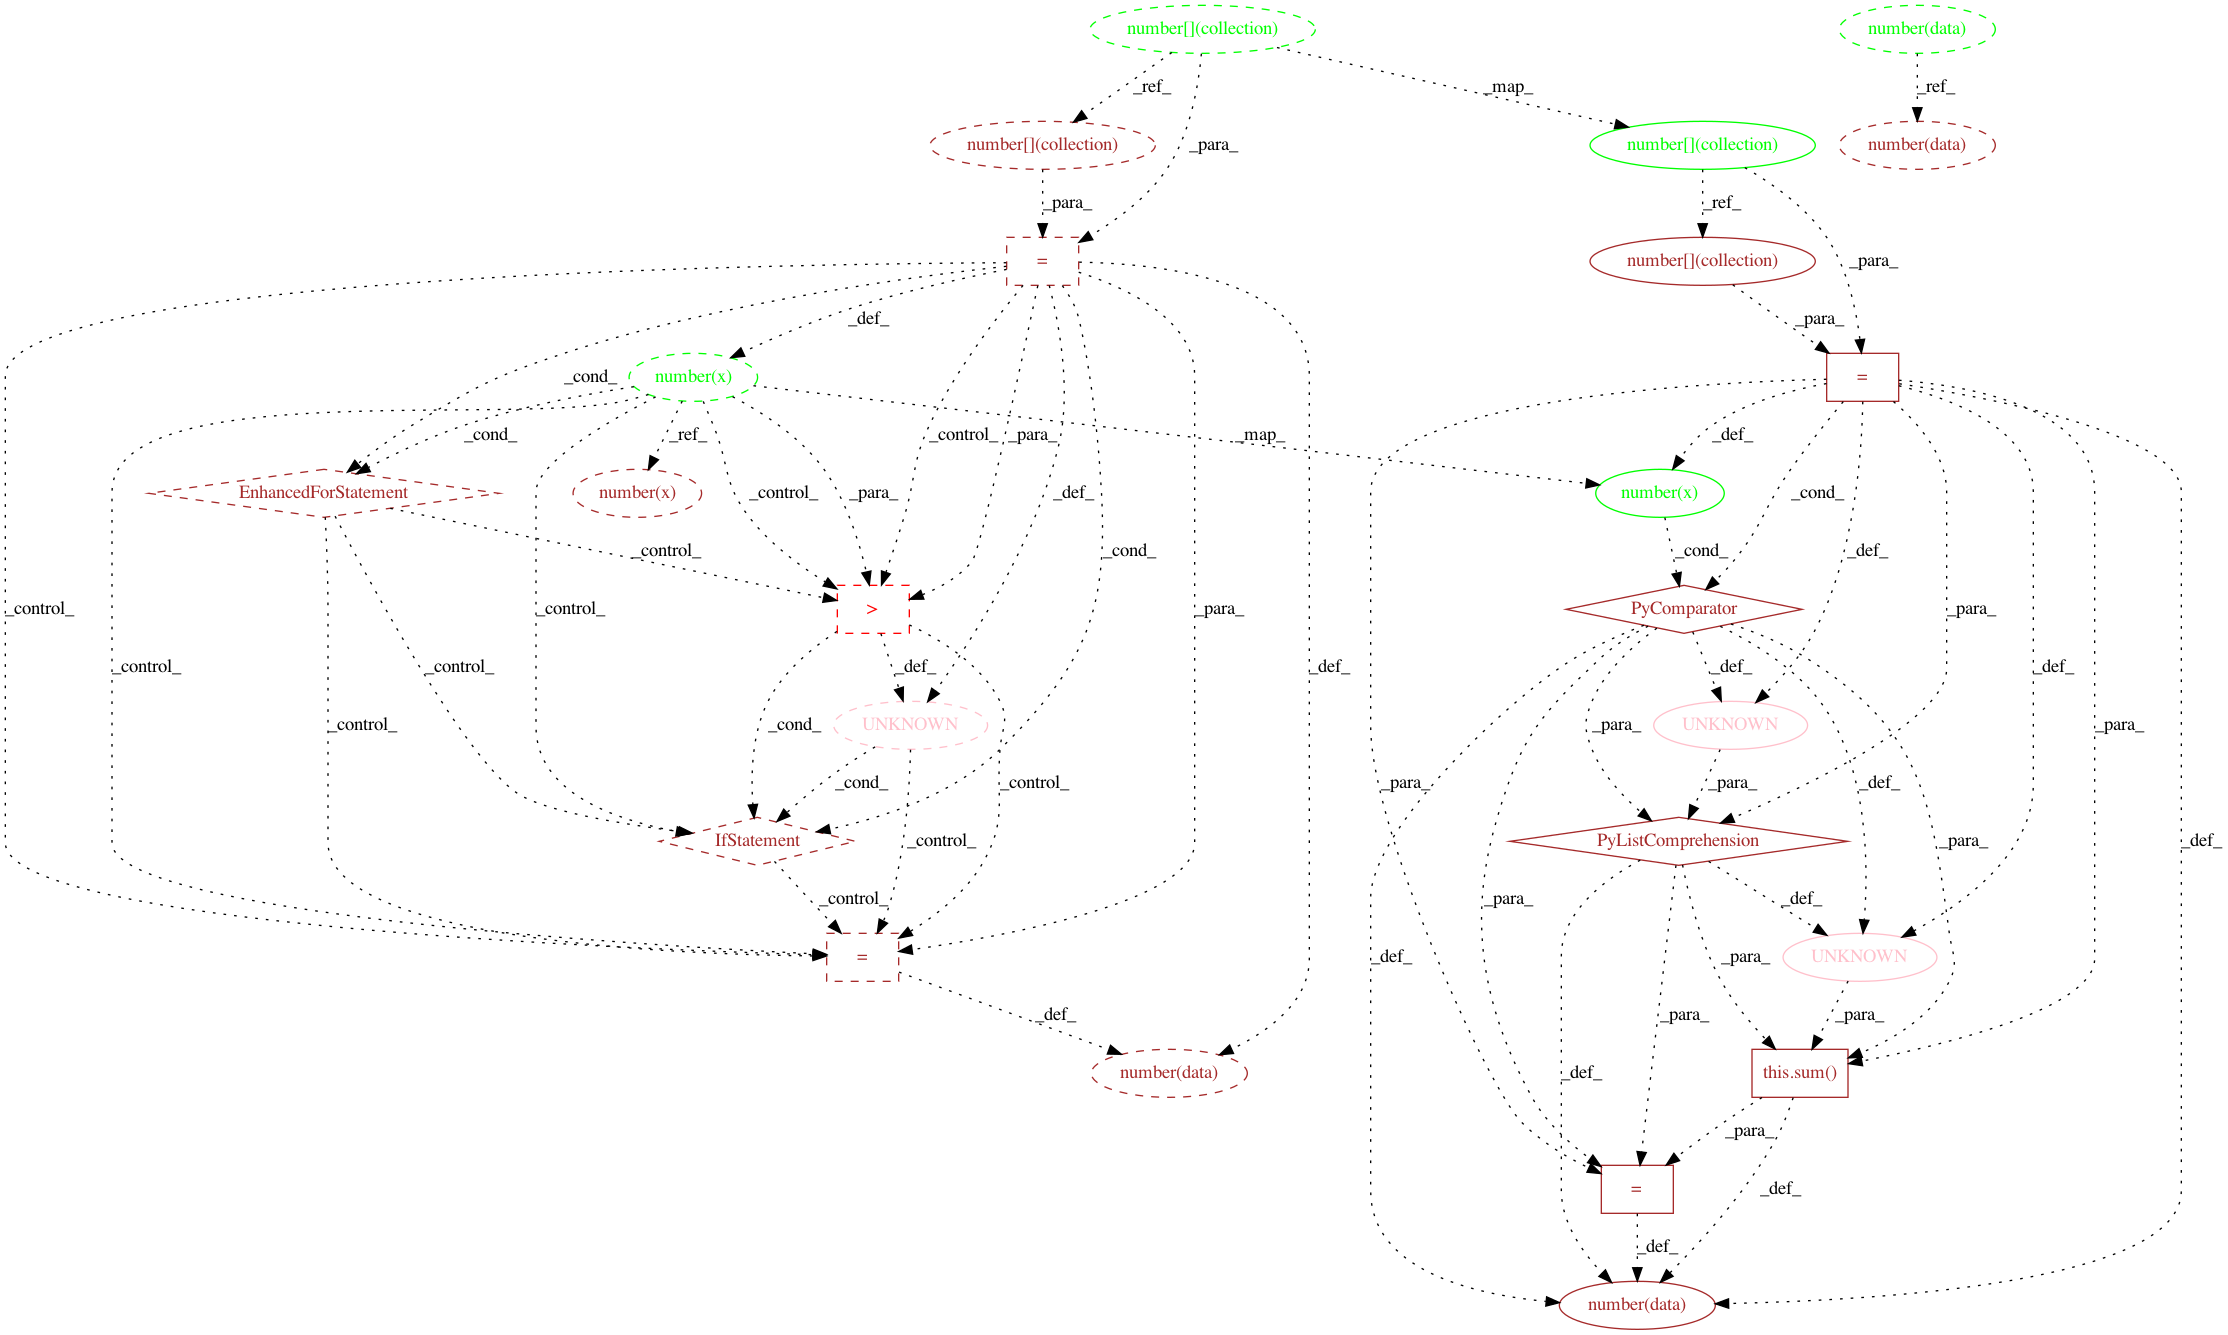 number[](collection)
number(data)
_ref_
_map_
_ref_
number[](collection)
_para_
number[](collection)
number(data)
_para_
_ref_
=
number[](collection)
_para_
_def_
_para_
_cond_
number(x)
=
_cond_
_ref_
_control_
_para_
_map_
_def_
EnhancedForStatement
number(x)
_control_
_para_
_def_
number(x)
_cond_
_control_
_cond_
_cond_
_def_
_control_
_control_
>
_para_
PyComparator
_para_
_control_
_control_
_def_
_def_
_def_
_def_
_control_
_cond_
UNKNOWN
_para_
UNKNOWN
_para_
_cond_
_control_
_para_
_para_
_def_
IfStatement
_control_
PyListComprehension
_para_
_def_
_control_
_para_
_def_
=
_def_
_para_
UNKNOWN
_def_
_para_
_para_
number(data)
_def_
this.sum()
_para_
=
_def_
_def_
number(data)